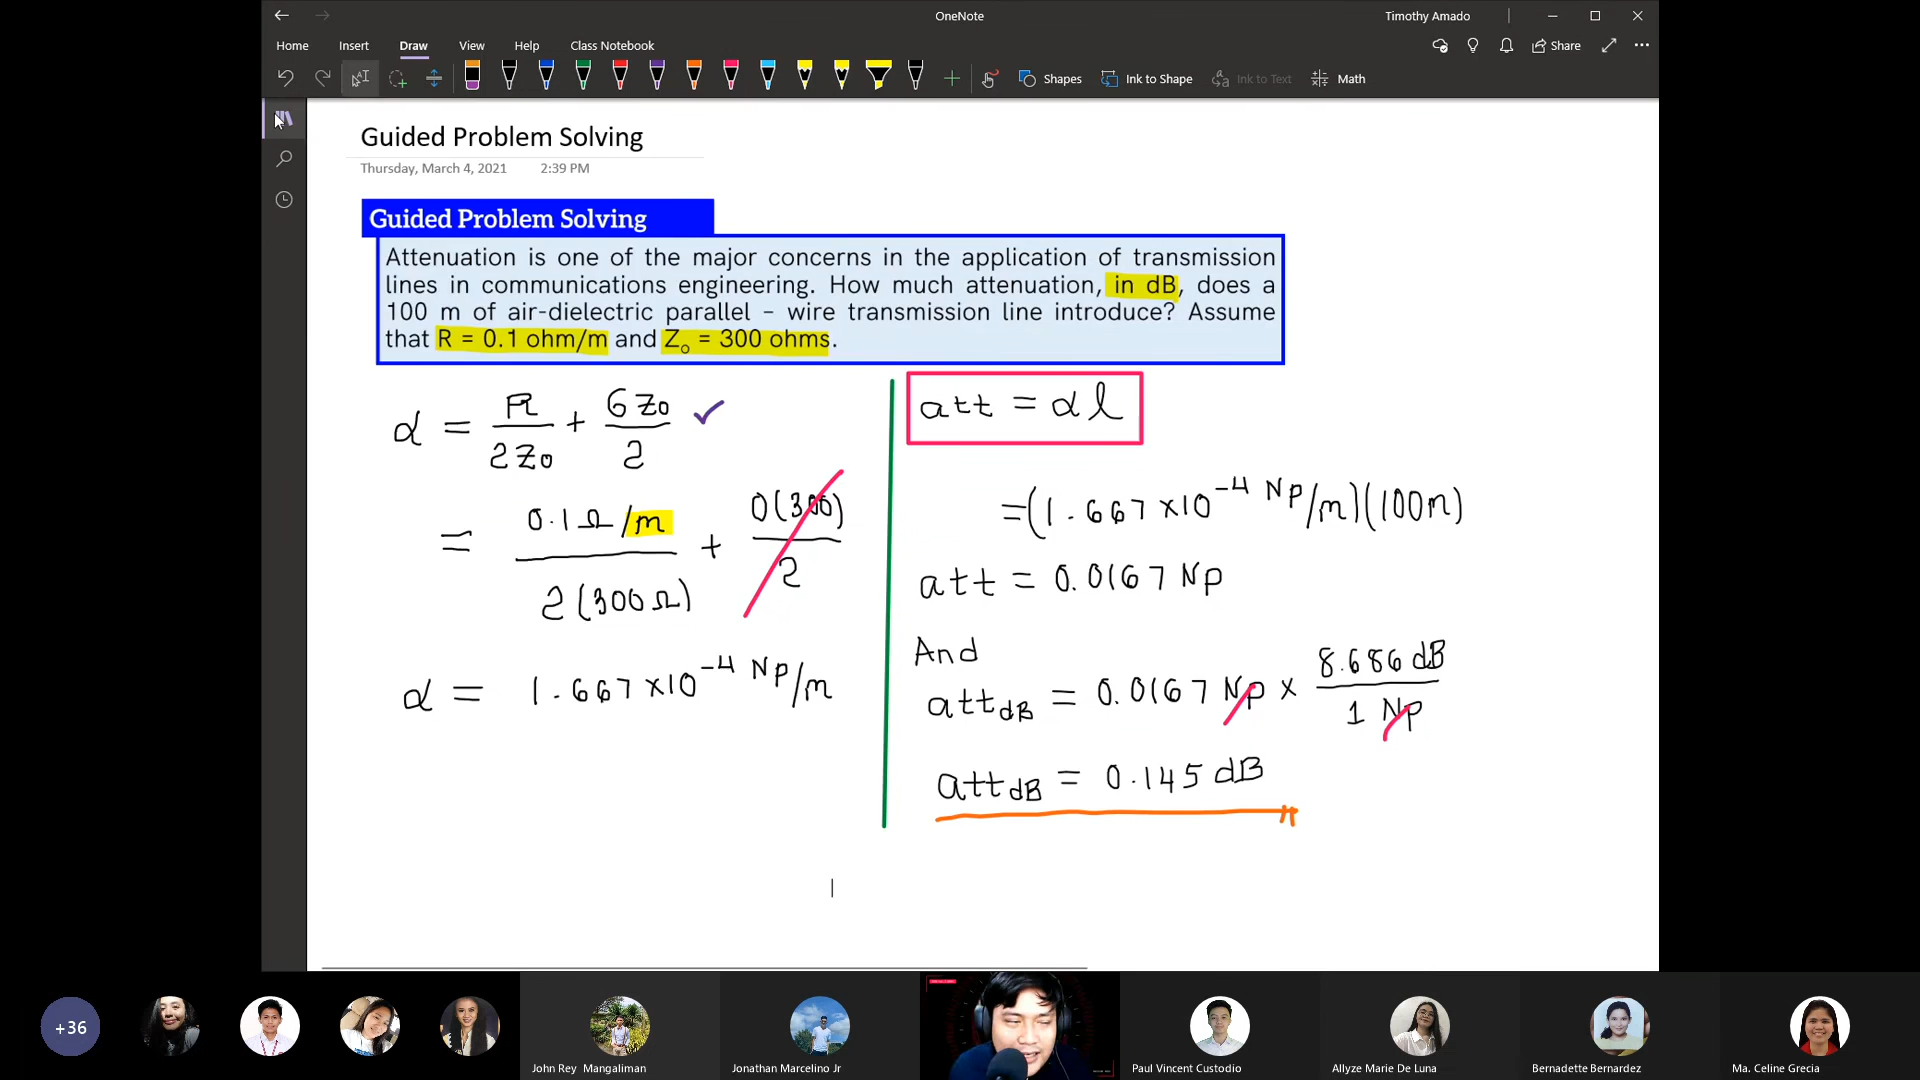 OneNote
Timothy Amado
Home Insert Draw View Help Class Notebook
Share
Shapes Ink to Shape Ink to Text Math
Guided Problem Solving
Thursday, March 4, 2021 2:39 PM
Guided Problem Solving
Attenuation is one of the major concerns in the application of transmission
lines in communications engineering. How much attenuation, in dB, does a
100 m of air-dielectric parallel – wire transmission line introduce? Assume
that R = 0.1 ohm/m and Zo = 300 ohms.
α = R/2Zo + GZo/2 ✓
= 0.1Ω/m / 2(300Ω) + 0(300)/2
α = 1.667 x10⁻⁴ Np/m
att = αl
=(1.667 x10⁻⁴ Np/m)(100m)
att = 0.0167 Np
And
att dB = 0.0167 Np x 8.686 dB / 1 Np
att dB = 0.145 dB
+36
John Rey Mangaliman
Jonathan Marcelino Jr
Paul Vincent Custodio
Allyze Marie De Luna
Bernadette Bernardez
Ma. Celine Grecia